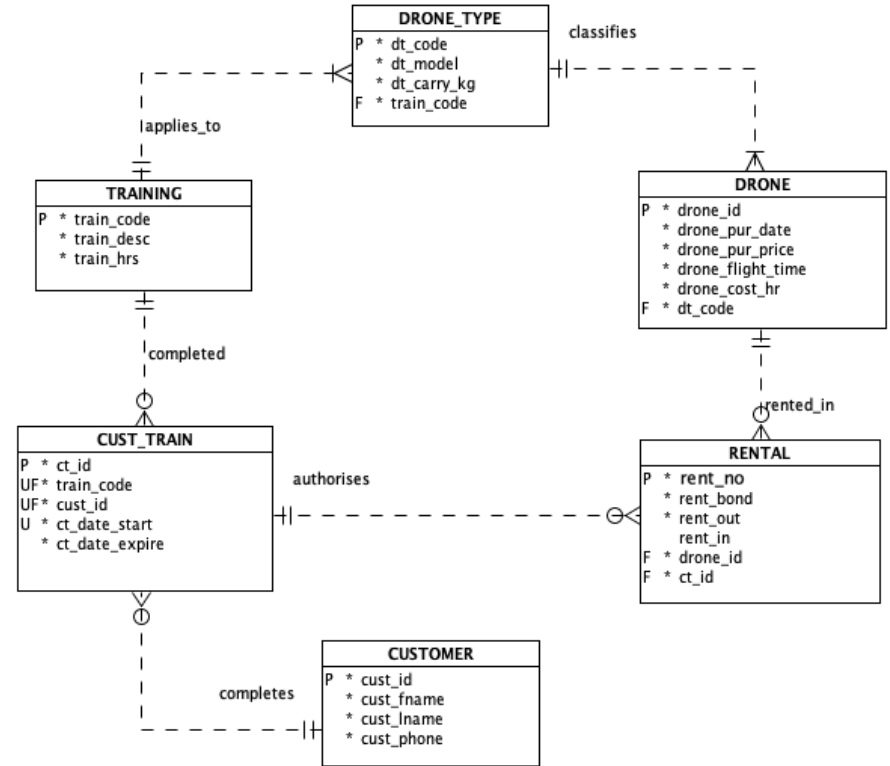 DRONE_TYPE
P * dt_code
* dt_model
* dt_carry_kg
F * train_code
classifies
applies_to
TRAINING
P * train_code
* train_desc
* train_hrs
DRONE
P * drone_id
* drone_pur_date
* drone_pur_price
* drone_flight_time
* drone_cost_hr
F * dt_code
completed
rented_in
CUST_TRAIN
P * ct_id
UF* train_code
UF* cust_id
U * ct_date_start
* ct_date_expire
authorises
RENTAL
P * rent_no
* rent_bond
* rent_out
rent_in
F * drone_id
F * ct_id
CUSTOMER
P * cust_id
* cust_fname
* cust_lname
* cust_phone
completes